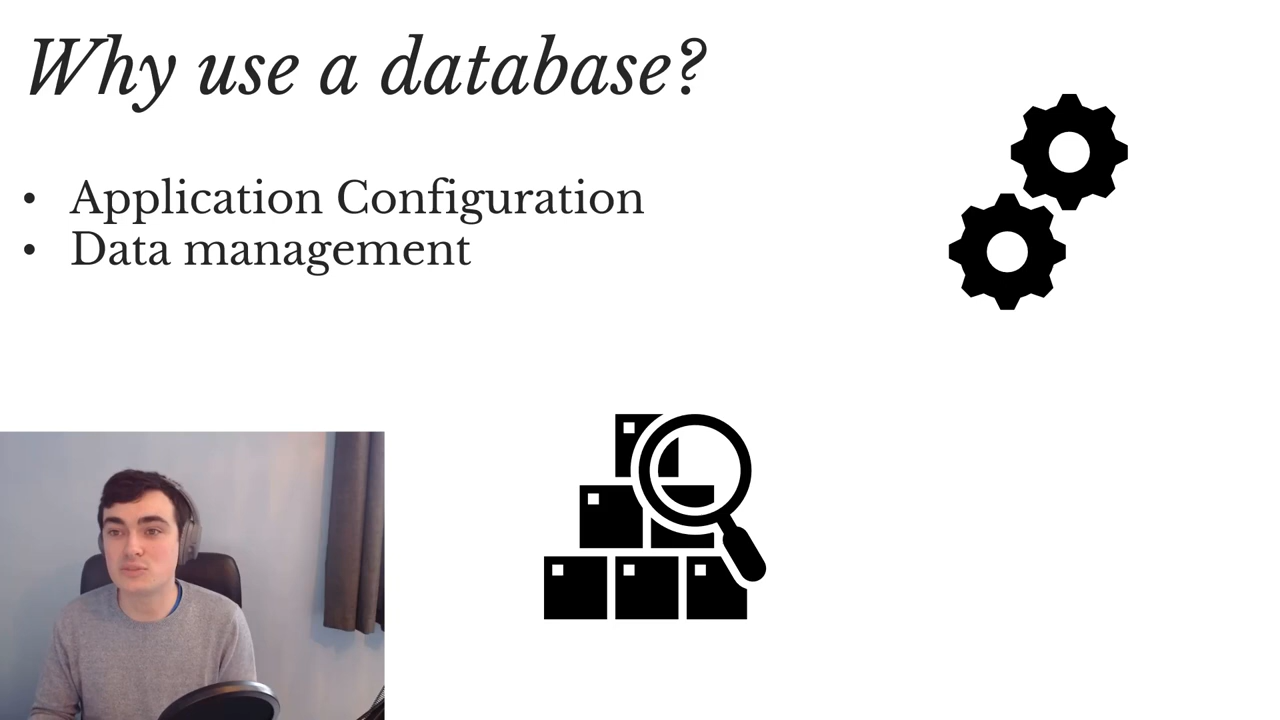 Why use a database?
• Application Configuration
• Data management